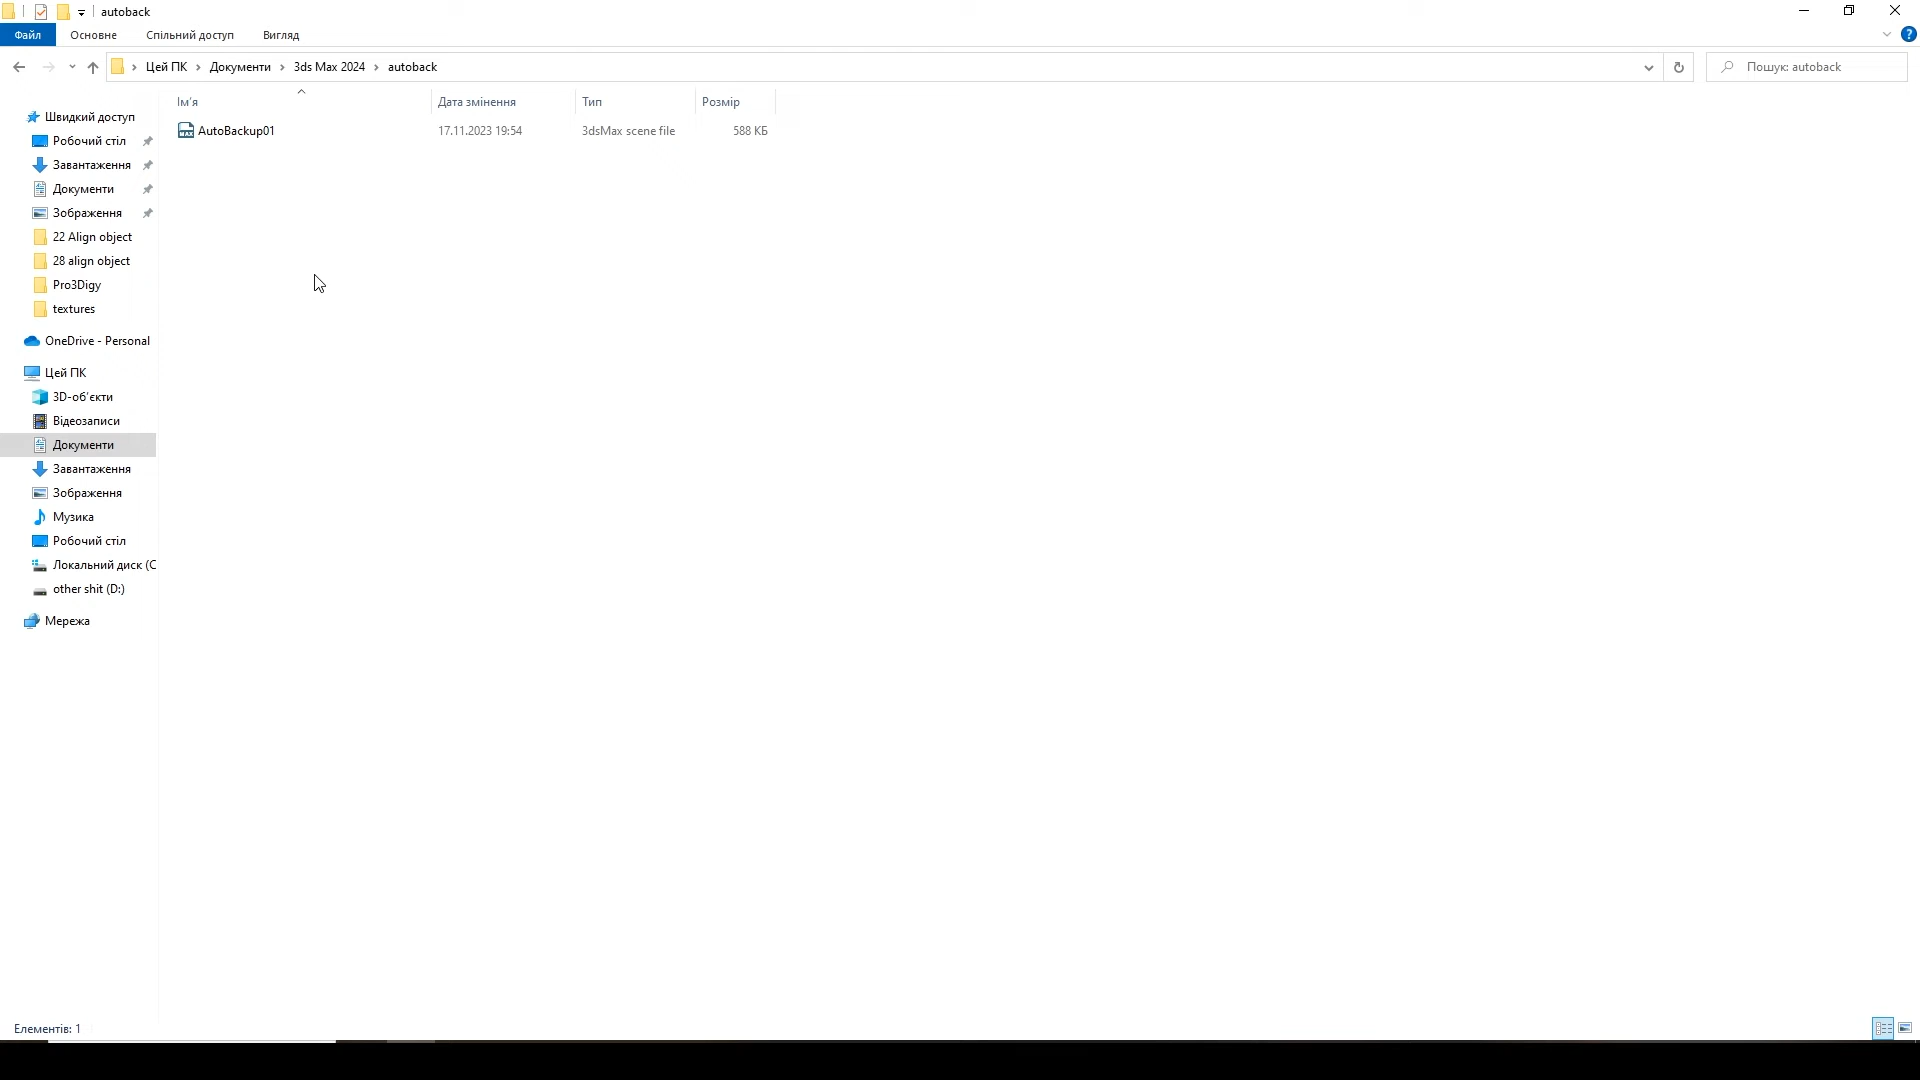 autoback
Файл Основне Спільний доступ Вигляд
Цей ПК › Документи › 3ds Max 2024 › autoback
Пошук: autoback
Ім'я Дата змінення Тип Розмір
AutoBackup01 17.11.2023 19:54 3dsMax scene file 588 КБ
Швидкий доступ
Робочий стіл
Завантаження
Документи
Зображення
22 Align object
28 align object
Pro3Digy
textures
OneDrive - Personal
Цей ПК
3D-об'єкти
Відеозаписи
Документи
Завантаження
Зображення
Музика
Робочий стіл
Локальний диск (C
other shit (D:)
Мережа
Елементів: 1